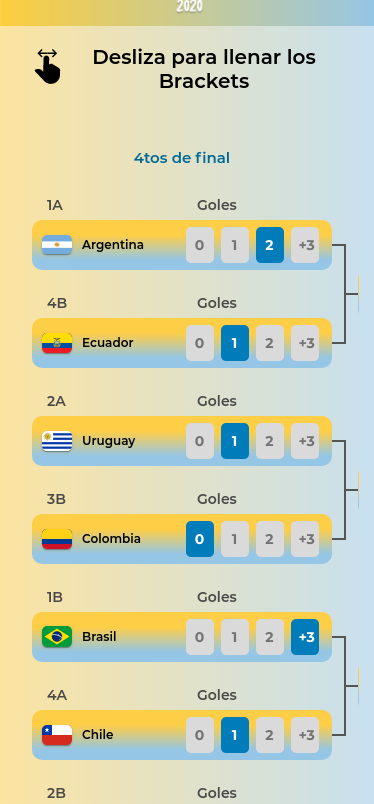 2020
Desliza para llenar los
Brackets
4tos de final
1A Goles
Argentina 0 1 2 +3
4B Goles
Ecuador 0 1 2 +3
2A Goles
Uruguay 0 1 2 +3
3B Goles
Colombia 0 1 2 +3
1B Goles
Brasil 0 1 2 +3
4A Goles
Chile 0 1 2 +3
2B Goles